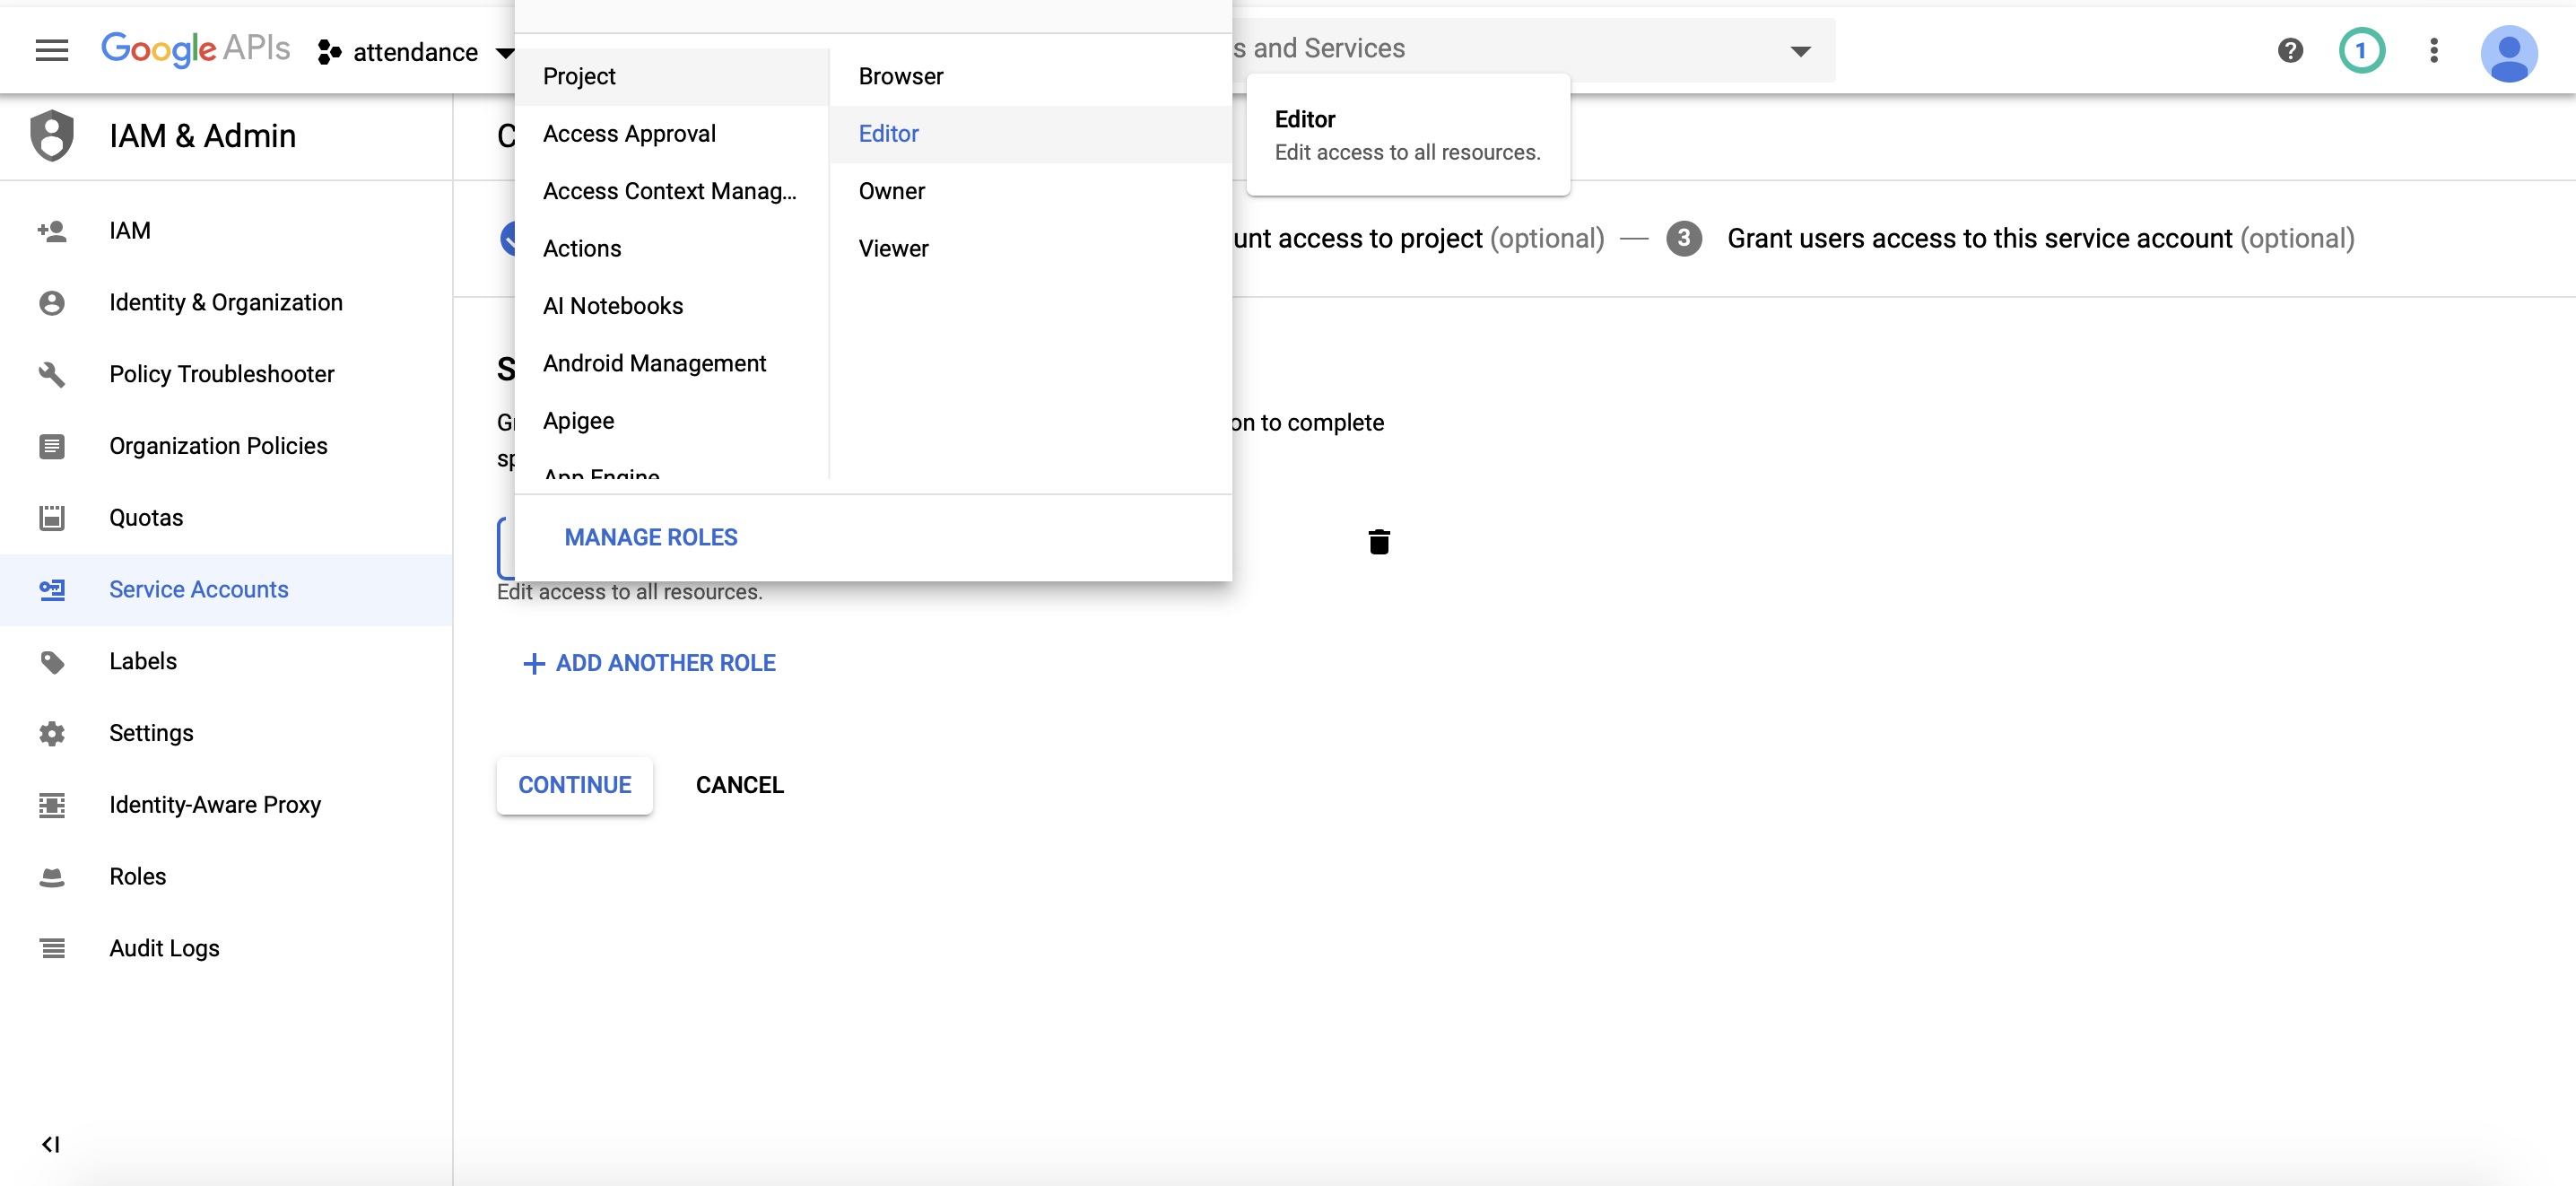 Google APIs
attendance
s and Services
1
IAM & Admin
IAM
Identity & Organization
Policy Troubleshooter
Organization Policies
Quotas
Service Accounts
Labels
Settings
Identity-Aware Proxy
Roles
Audit Logs
Project
Access Approval
Access Context Manag...
Actions
AI Notebooks
Android Management
Apigee
App Engine
Browser
Editor
Owner
Viewer
MANAGE ROLES
Editor
Edit access to all resources.
unt access to project (optional) — 3 Grant users access to this service account (optional)
on to complete
Edit access to all resources.
+ ADD ANOTHER ROLE
CONTINUE CANCEL